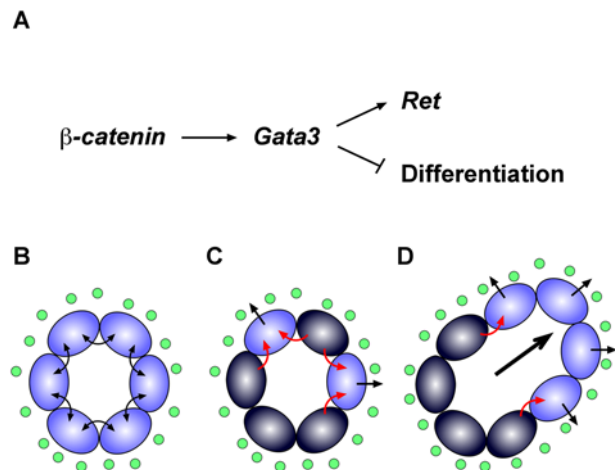 A
Ret
β-catenin Gata3
Differentiation
B C D